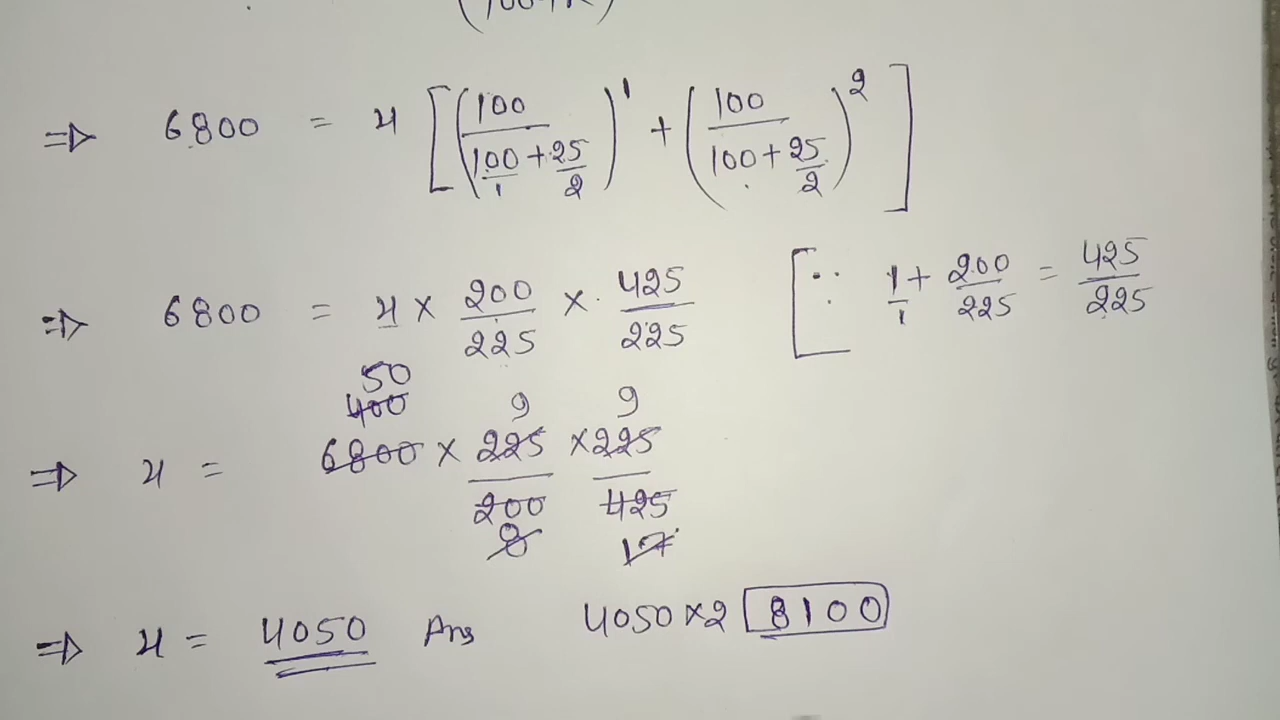 ⇒ 6800 = x [(100/(100/1 + 25/2))^1 + (100/(100 + 25/2))^2]
⇒ 6800 = x × 200/225 × 425/225 [∵ 1/1 + 200/225 = 425/225
50
400 9 9
⇒ x = 6800 × 225/200 × 225/425
8 17
⇒ x = 4050 Ans 4050×2 8100